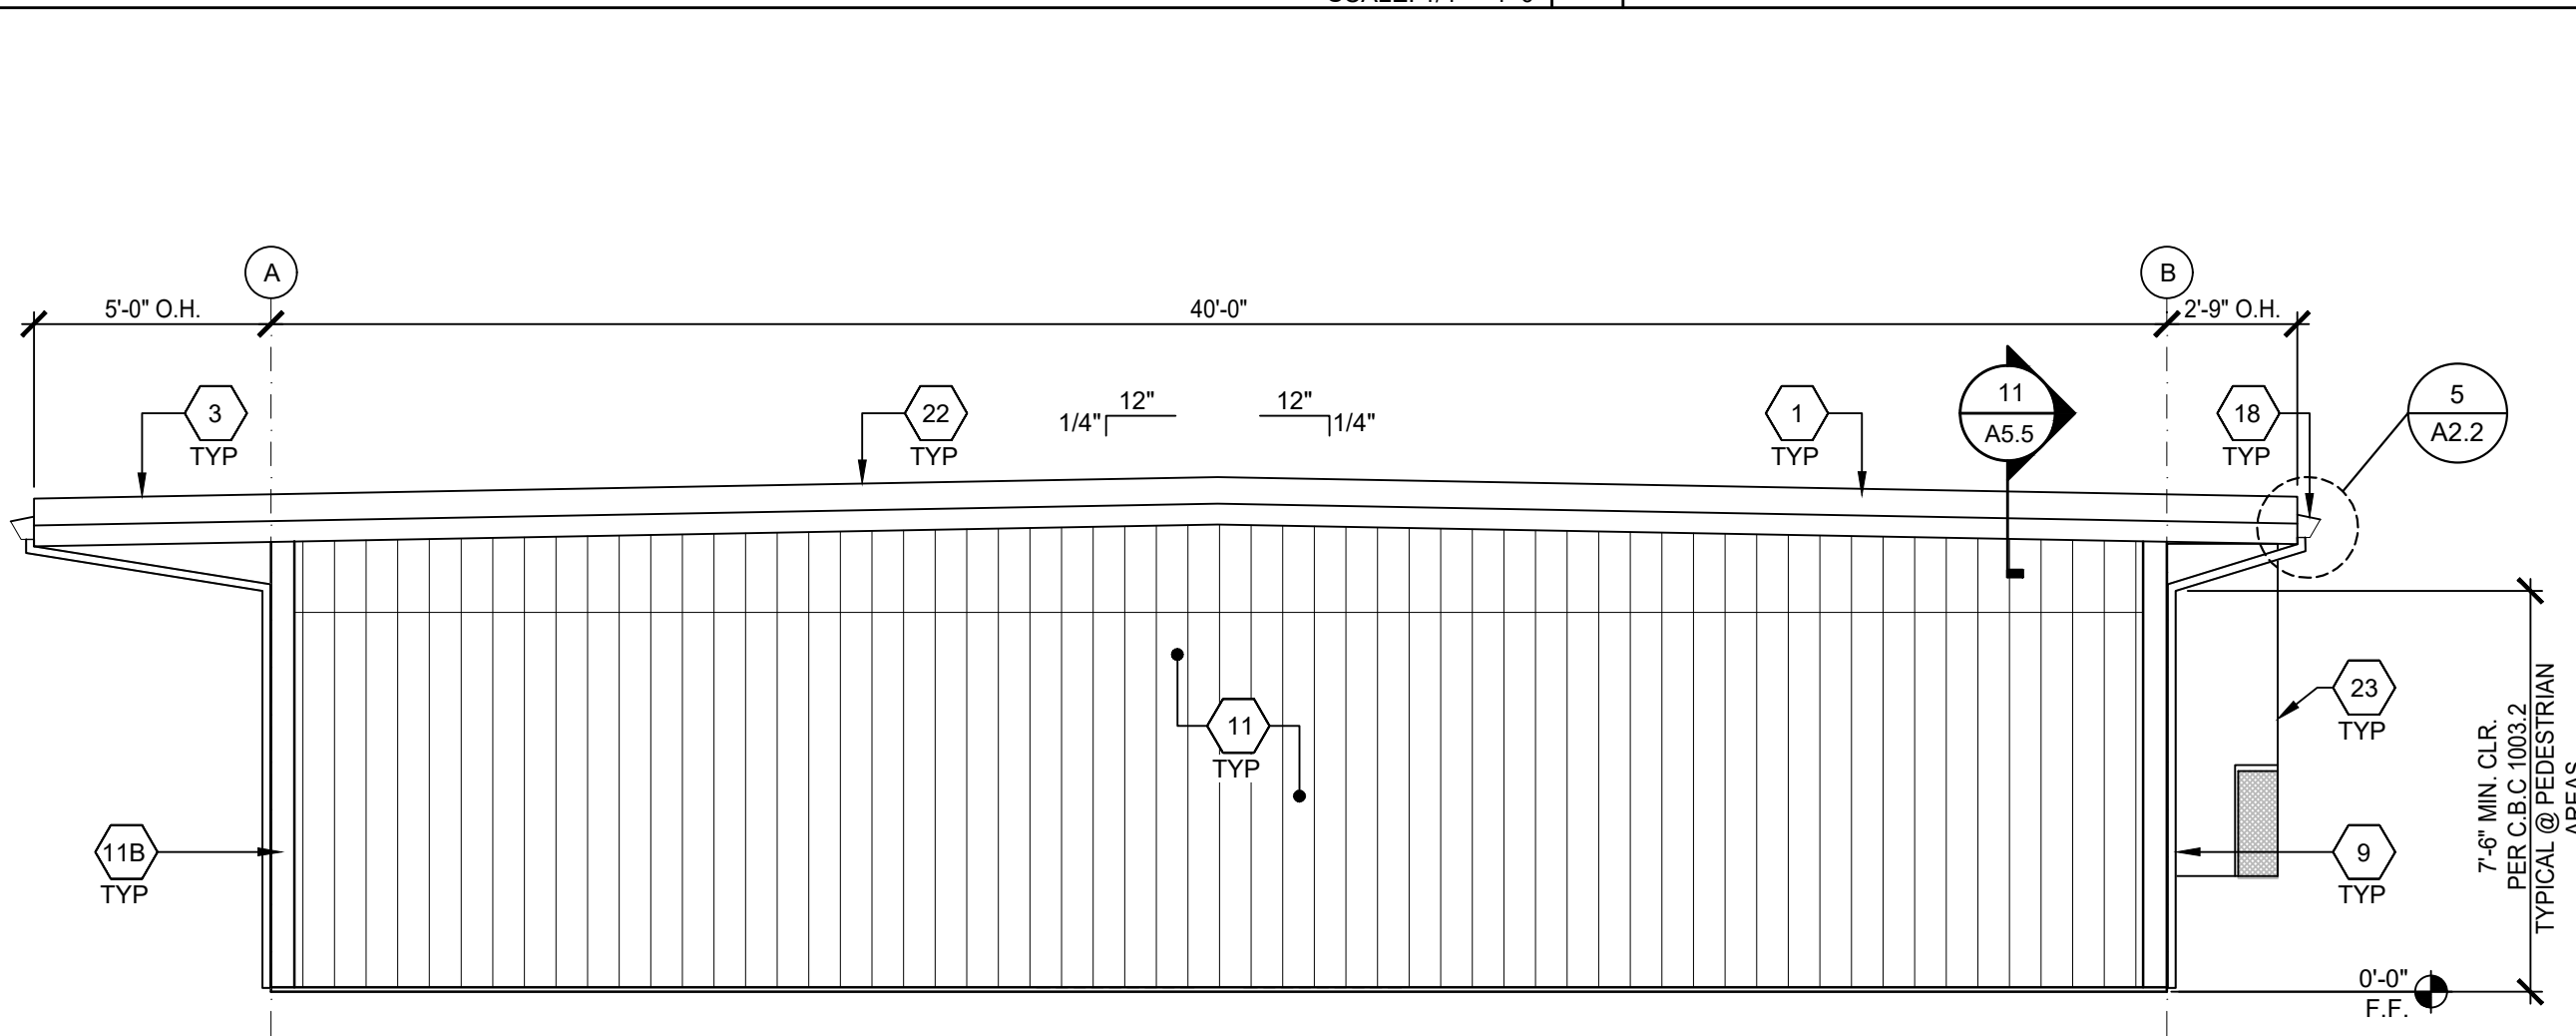 A
B
5'-0" O.H.
40'-0"
2'-9" O.H.
3
TYP
22
TYP
12"
1/4"
12"
1/4"
1
TYP
11
A5.5
18
TYP
5
A2.2
11
TYP
23
TYP
11B
TYP
9
TYP
7'-6" MIN. CLR.
PER C.B.C 1003.2
TYPICAL @ PEDESTRIAN
AREAS
0'-0"
F.F.